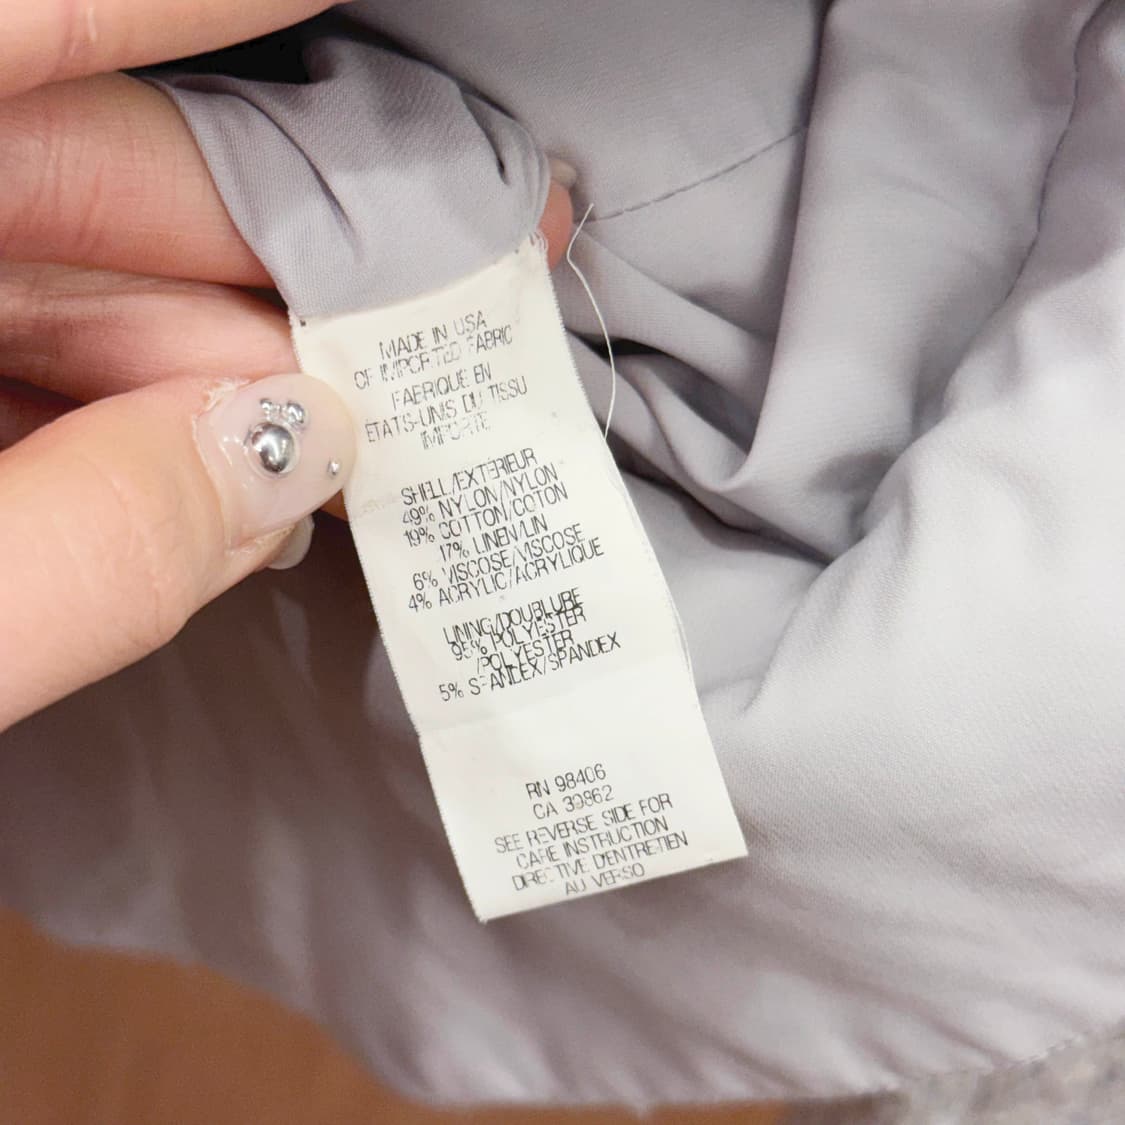 MADE IN USA
OF IMPORTED FABRIC
FABRIQUE EN
ÉTATS-UNIS DU TISSU
IMPORTE
SHELL/EXTÉRIEUR
49% NYLON/NYLON
19% COTTON/COTON
17% LINEN/LIN
6% VISCOSE/VISCOSE
4% ACRYLIC/ACRYLIQUE
LINING/DOUBLURE
95% POLYESTER
/POLYESTER
5% SPANDEX/SPANDEX
RN 98406
CA 39862
SEE REVERSE SIDE FOR
CARE INSTRUCTION
DIRECTIVE D'ENTRETIEN
AU VERSO